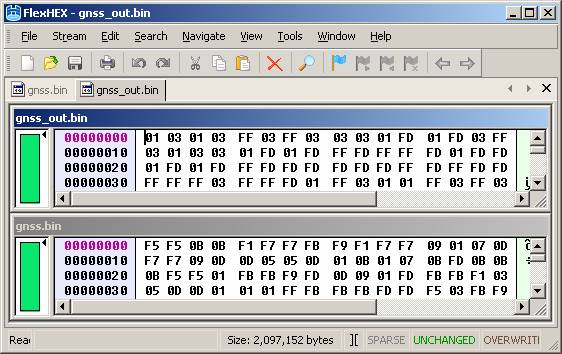 FlexHEX - gnss_out.bin
File Stream Edit Search Navigate View Tools Window Help
gnss.bin gnss_out.bin
gnss_out.bin
00000000 01 03 01 03 FF 03 FF 03 03 03 01 FD 01 FD 03 FF
00000010 03 01 03 03 01 FD 01 FD FF FD FF FF FD 01 FD FD
00000020 01 FD 01 FD FF FF FD FD FD FF 01 FD FD FD FD FD
00000030 FF FF FF 03 FF FF FD 01 FF 03 01 01 FF 03 FF 03
gnss.bin
00000000 F5 F5 0B 0B F1 F7 F7 FB F9 F1 F7 F7 09 01 07 0D
00000010 F7 F7 09 0D 0D 05 05 0D 01 0B 01 07 0B FD 0B 0B
00000020 0B F5 F5 01 FB FB F9 FD 0D 09 01 FD FB FB F1 03
00000030 05 0D 0D 01 01 01 FF FB FD FB FD FD F5 03 FB F9
Size: 2,097,152 bytes ][ SPARSE UNCHANGED OVERWRITI